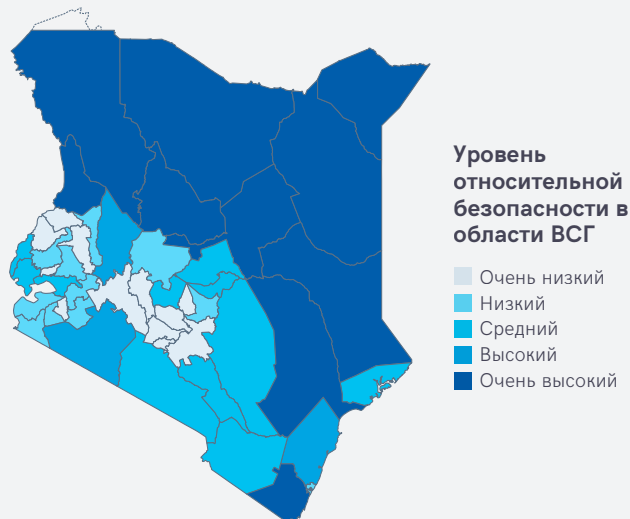 Уровень
относительной
безопасности в
области ВСГ
Очень низкий
Низкий
Средний
Высокий
Очень высокий